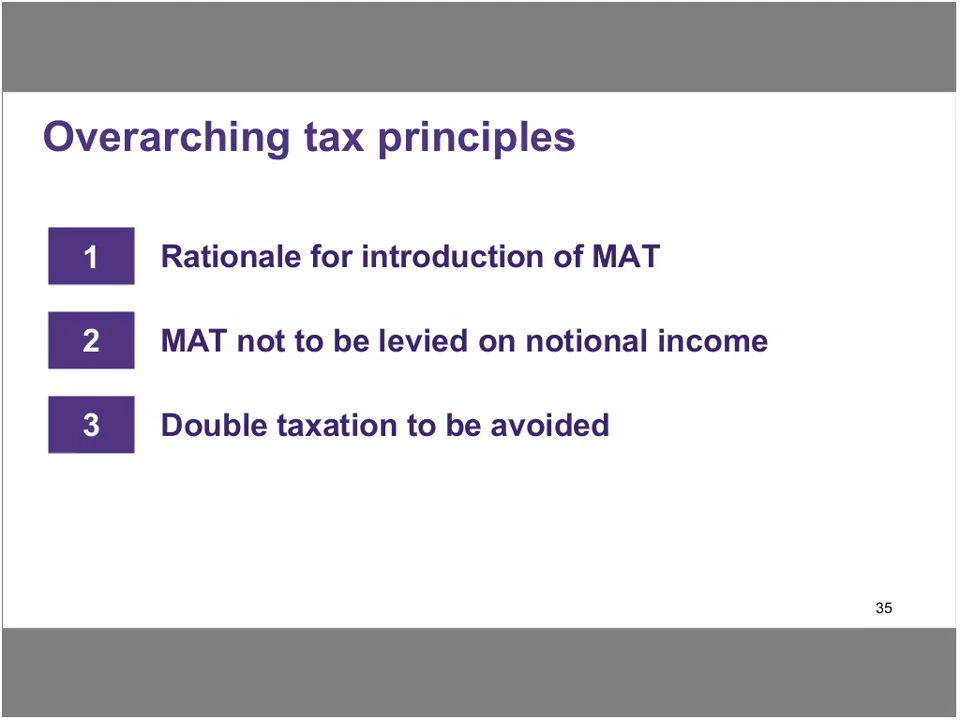 Overarching tax principles
1 Rationale for introduction of MAT
2 MAT not to be levied on notional income
3 Double taxation to be avoided
35